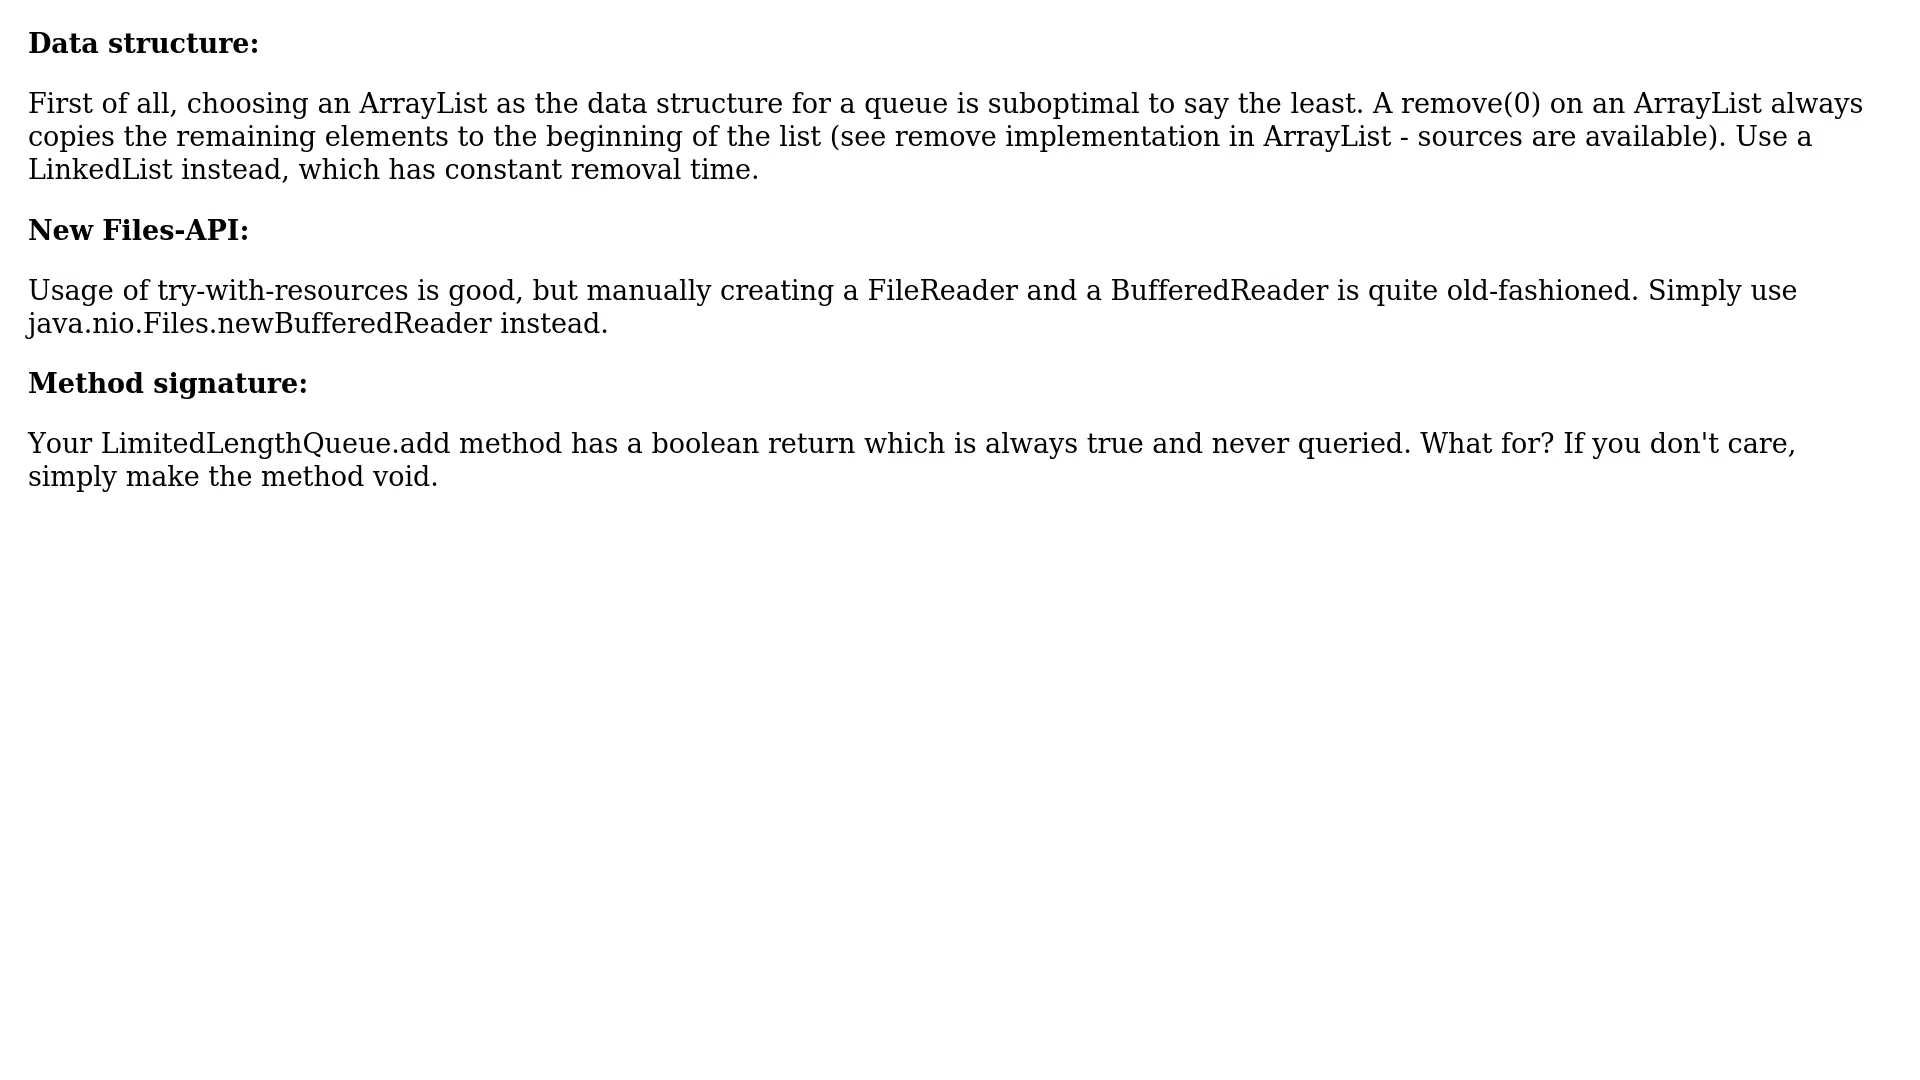 Data structure:
First of all, choosing an ArrayList as the data structure for a queue is suboptimal to say the least. A remove(0) on an ArrayList always
copies the remaining elements to the beginning of the list (see remove implementation in ArrayList - sources are available). Use a
LinkedList instead, which has constant removal time.
New Files-API:
Usage of try-with-resources is good, but manually creating a FileReader and a BufferedReader is quite old-fashioned. Simply use
java.nio.Files.newBufferedReader instead.
Method signature:
Your LimitedLengthQueue.add method has a boolean return which is always true and never queried. What for? If you don't care,
simply make the method void.